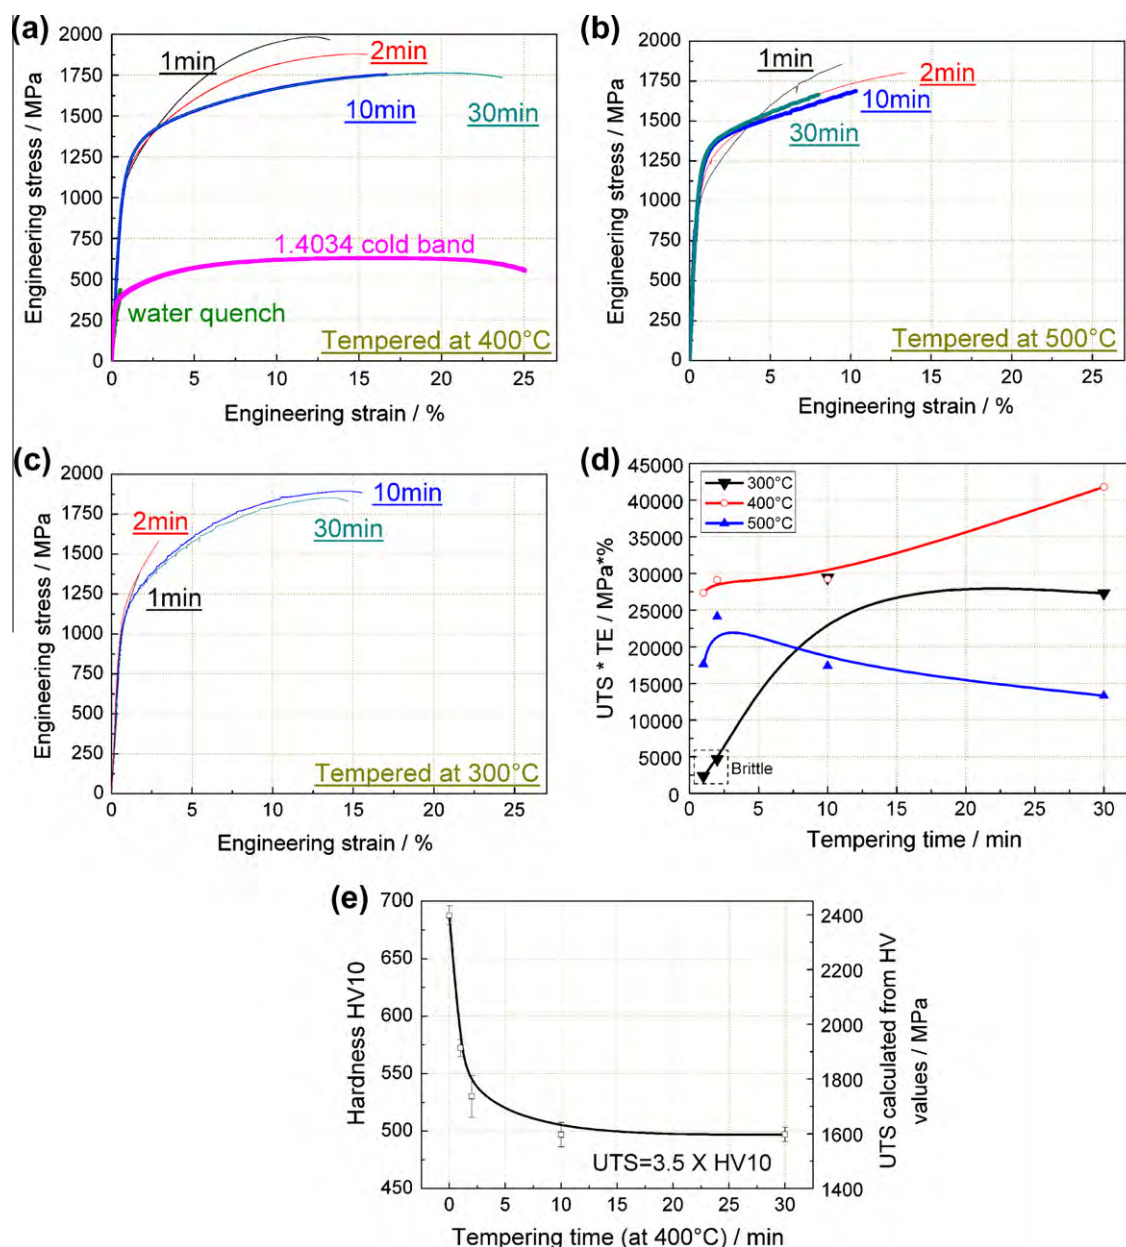 (a)
2000
1750
1500
1250
1000
750
500
250
0
Engineering stress / MPa
1min
2min
10min
30min
1.4034 cold band
water quench
Tempered at 400°C
0 5 10 15 20 25
Engineering strain / %
(b)
2000
1750
1500
1250
1000
750
500
250
0
Engineering stress / MPa
1min
2min
10min
30min
Tempered at 500°C
0 5 10 15 20 25
Engineering strain / %
(c)
2000
1750
1500
1250
1000
750
500
250
0
Engineering stress / MPa
10min
2min
30min
1min
Tempered at 300°C
0 5 10 15 20 25
Engineering strain / %
(d)
45000
40000
35000
30000
25000
20000
15000
10000
5000
0
UTS * TE / MPa*%
300°C
400°C
500°C
Brittle
0 5 10 15 20 25 30
Tempering time / min
(e)
700
650
600
550
500
450
Hardness HV10
2400
2200
2000
1800
1600
1400
UTS calculated from HV
values / MPa
UTS=3.5 X HV10
0 5 10 15 20 25 30
Tempering time (at 400°C) / min